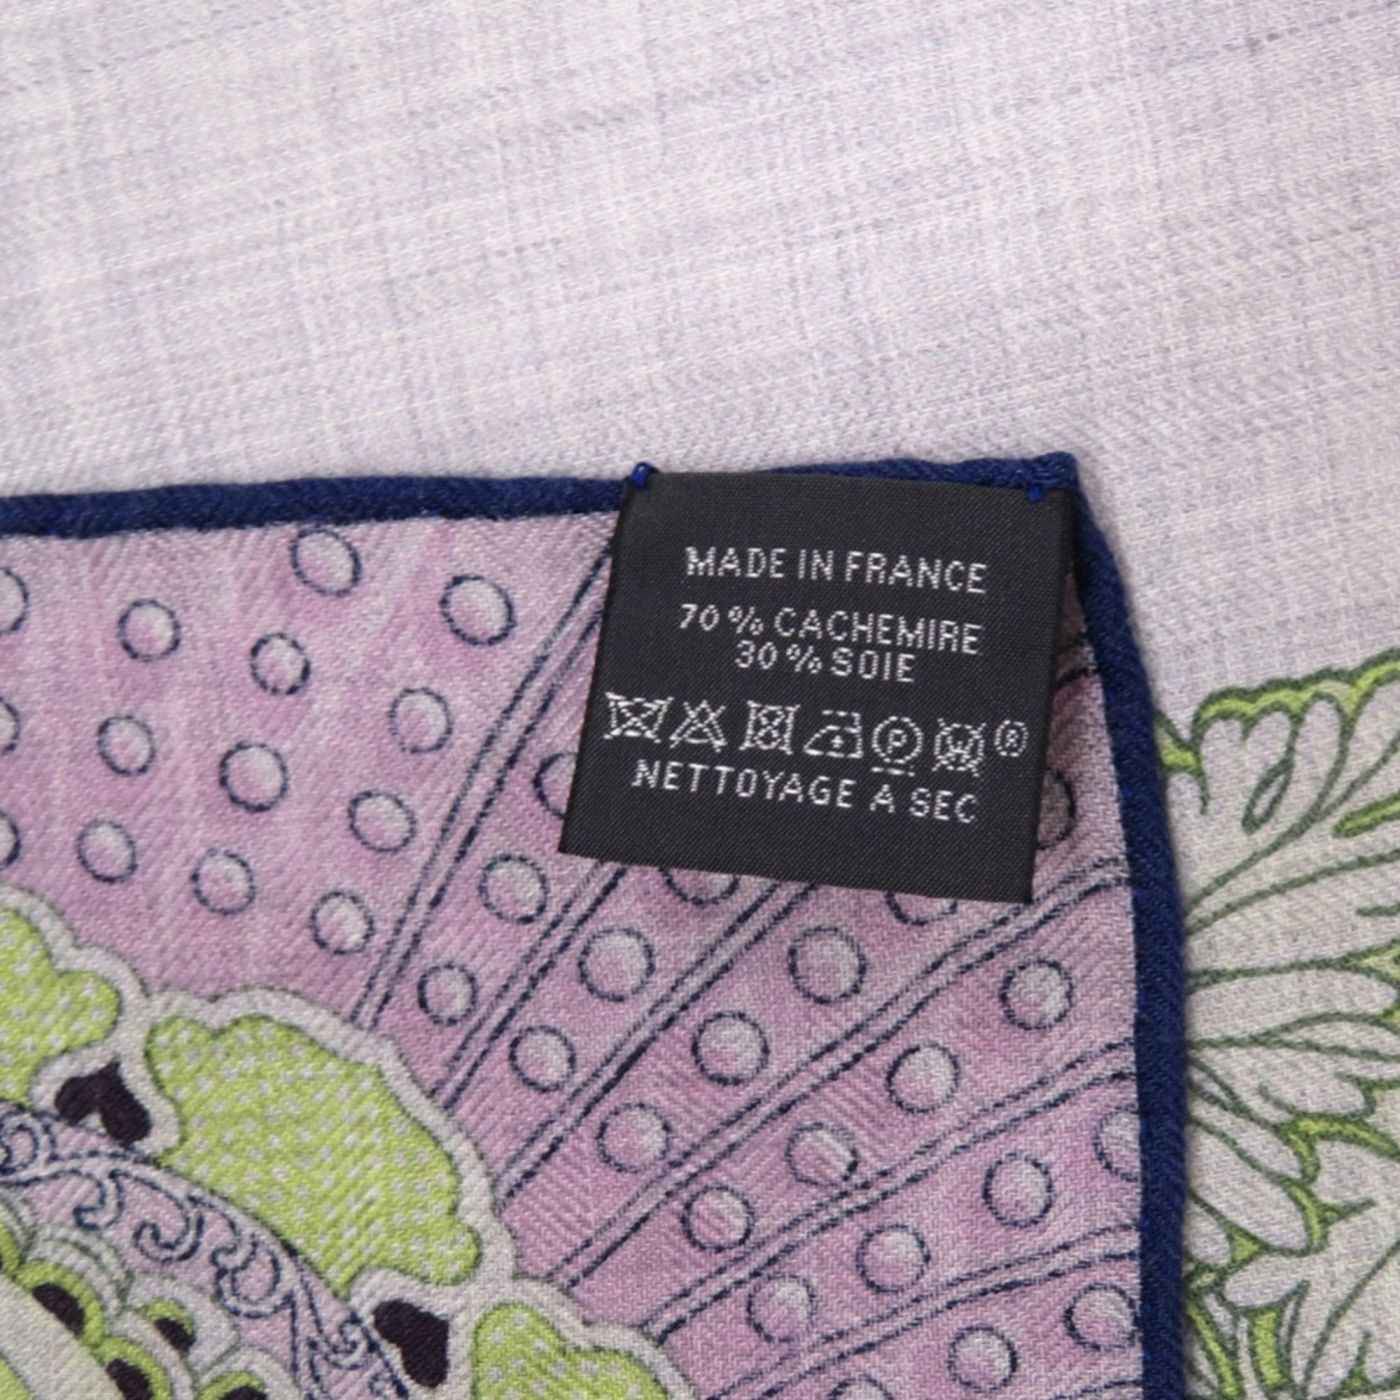 MADE IN FRANCE
70 % CACHEMIRE
30 % SOIE
P W ®
NETTOYAGE A SEC